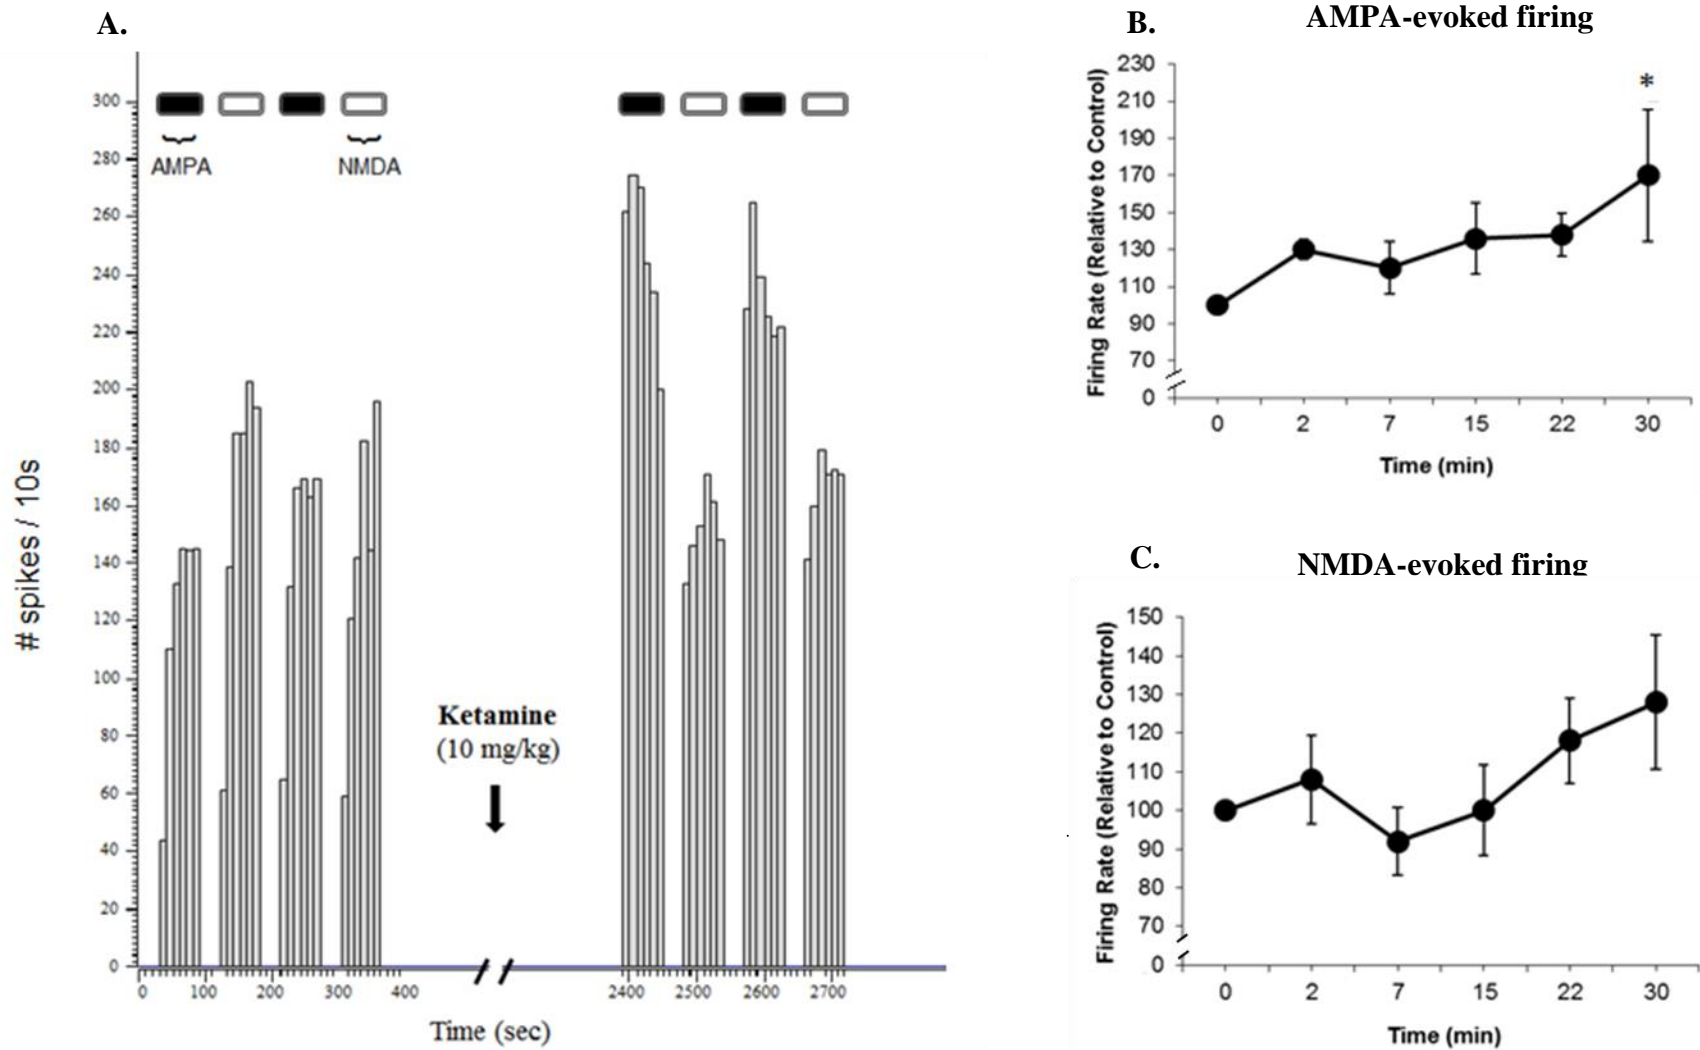 A.
300
280
260
240
220
200
180
160
140
120
100
80
60
40
20
0
# spikes / 10s
AMPA
NMDA
Ketamine
(10 mg/kg)
0 100 200 300 400 2400 2500 2600 2700
Time (sec)
B.
AMPA-evoked firing
Firing Rate (Relative to Control)
230
210
190
170
150
130
110
90
70
0
*
0 2 7 15 22 30
Time (min)
C.
NMDA-evoked firing
Firing Rate (Relative to Control)
150
140
130
120
110
100
90
80
70
0
0 2 7 15 22 30
Time (min)